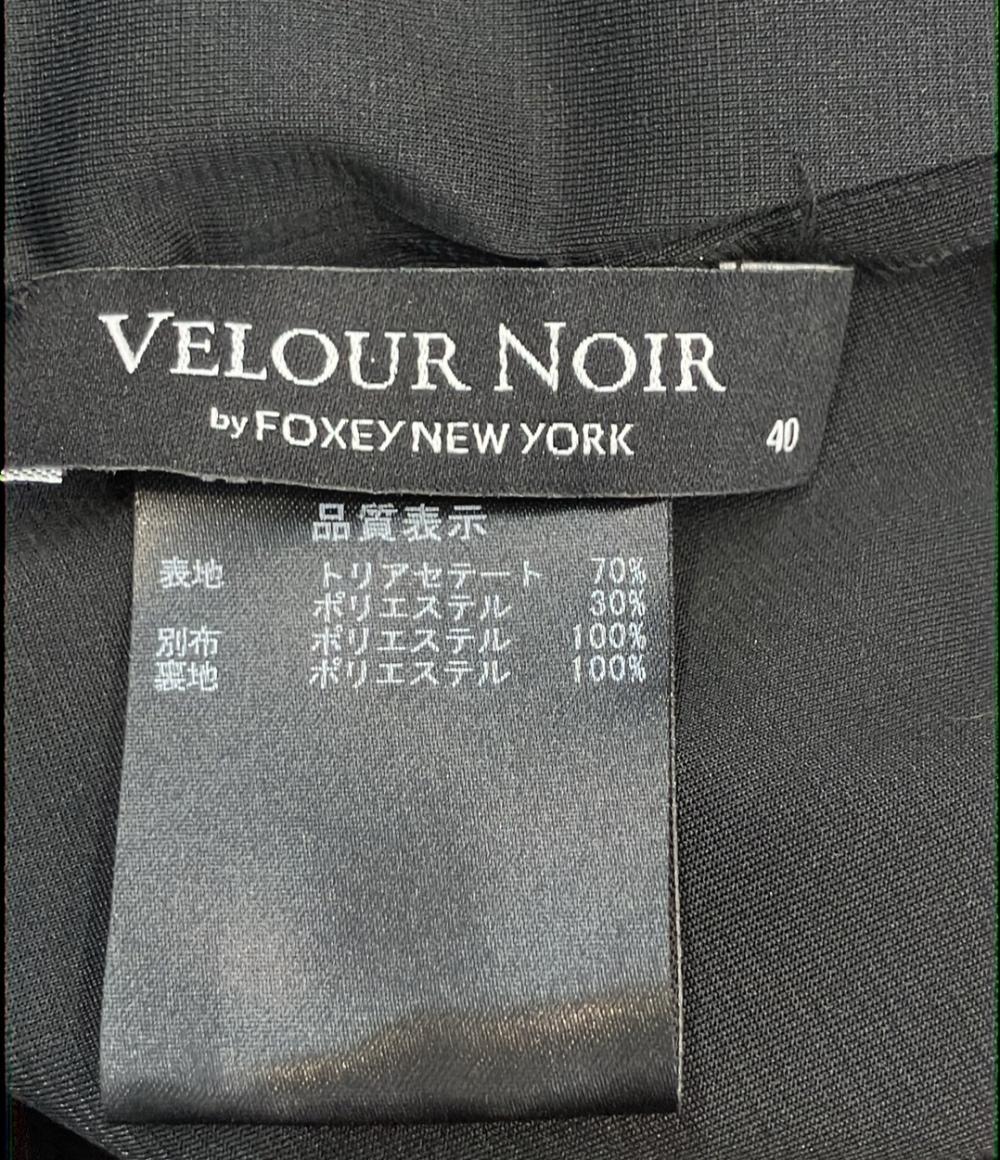 VELOUR NOIR
by FOXEY NEW YORK 40
品質表示
表地 トリアセテート 70%
ポリエステル 30%
別布 ポリエステル 100%
裏地 ポリエステル 100%